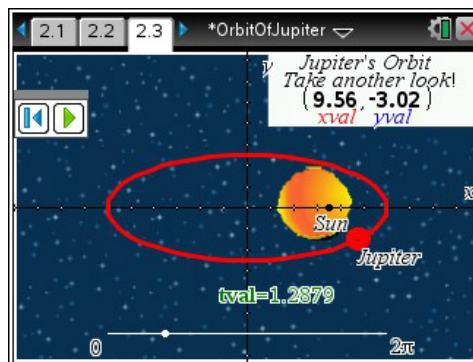 2.1 2.2 2.3 *OrbitOfJupiter
y
Jupiter's Orbit
Take another look!
(9.56,-3.02)
xval yval
x
Sun
Jupiter
tval=1.2879
0 2π